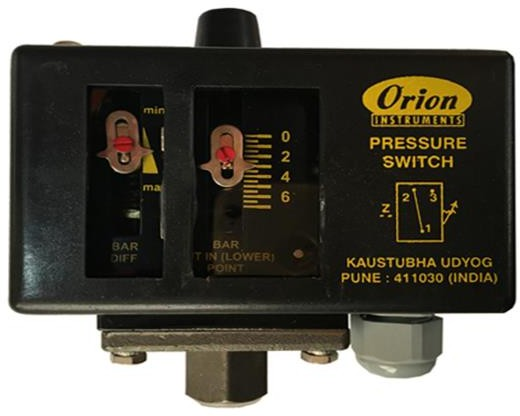 min
ma
BAR
DIFF
0
2
4
6
BAR
T IN (LOWER)
POINT
Orion
INSTRUMENTS
PRESSURE
SWITCH
2 3
Z
1
KAUSTUBHA UDYOG
PUNE : 411030 (INDIA)